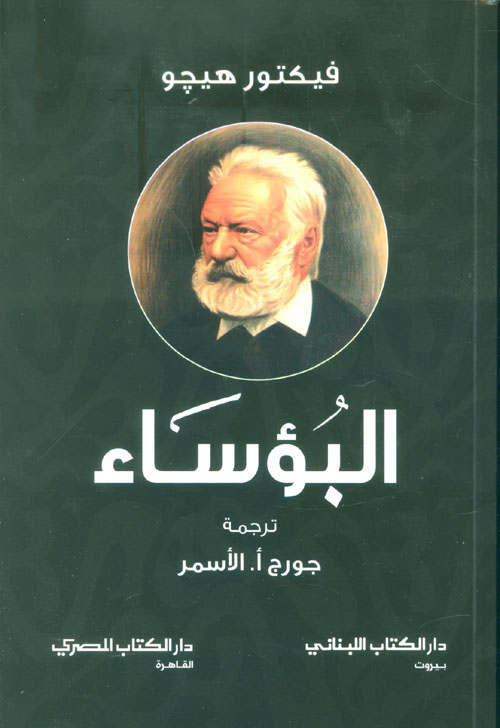 فيكتور هيچو
البُؤسَاء
ترجمة
جورج أ. الأسمر
دار الكتاب اللبناني
بيروت
دار الكتاب المصري
القاهرة